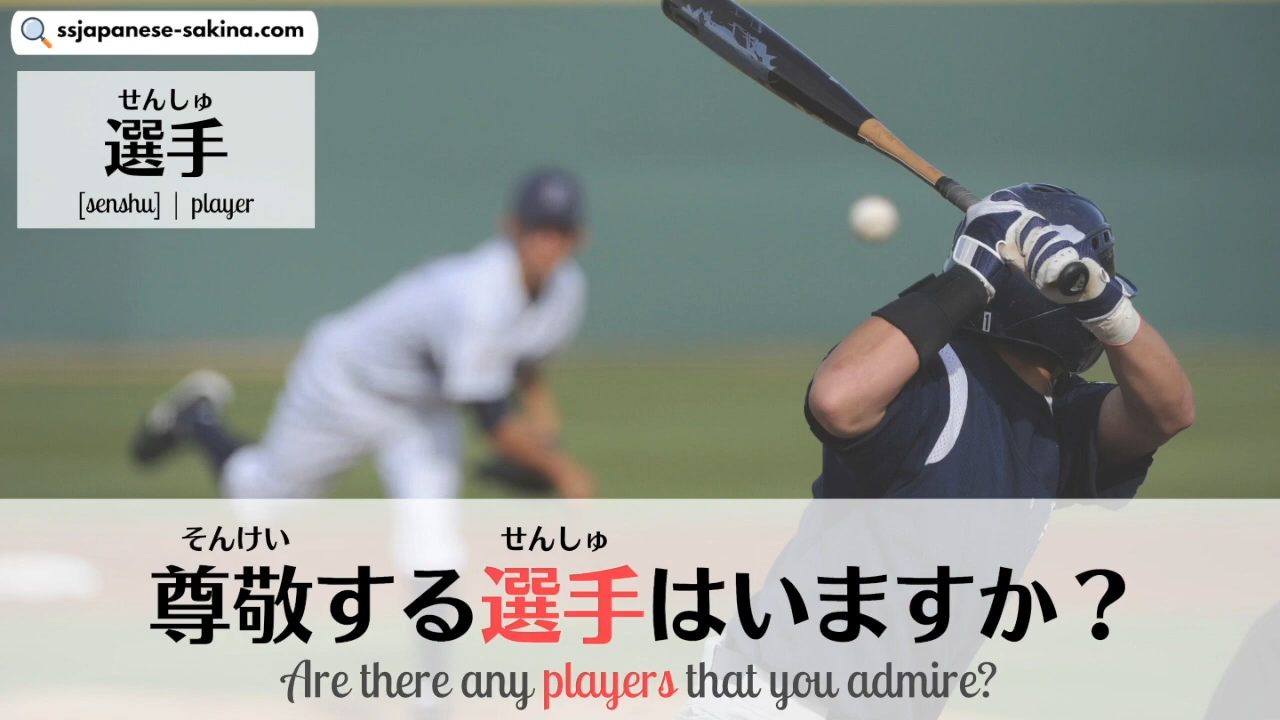 ssjapanese-sakina.com
せんしゅ
選手
[senshu] | player
そんけい せんしゅ
尊敬する選手はいますか？
Are there any players that you admire?